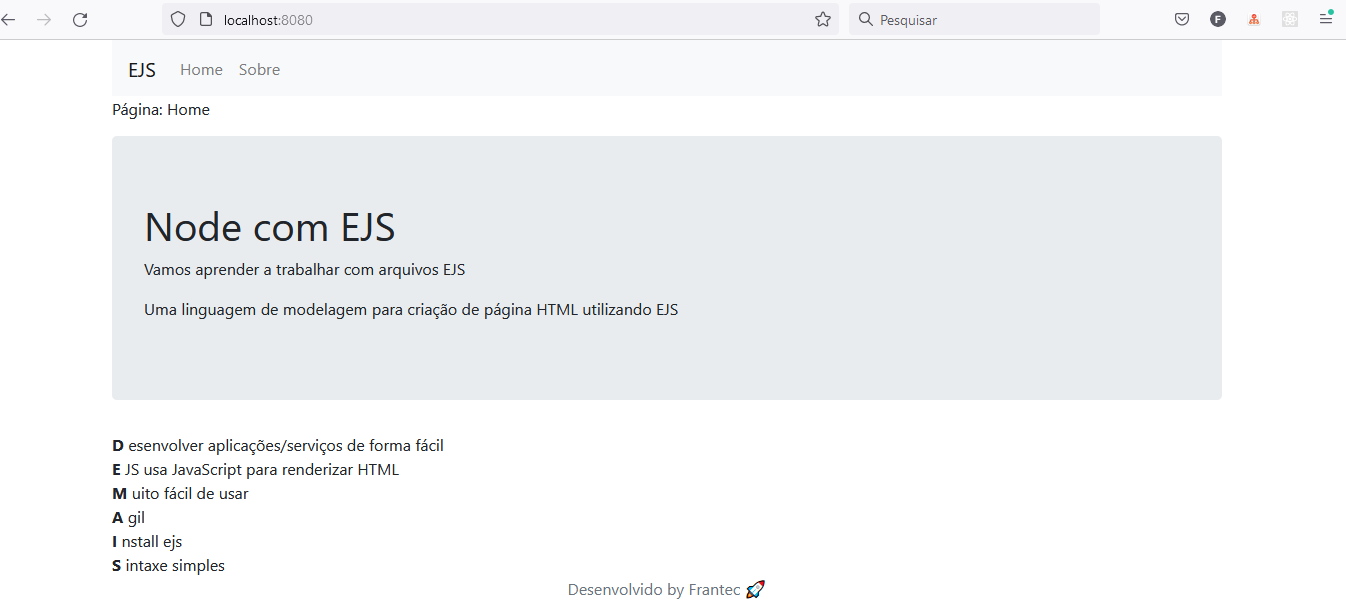 localhost:8080
Pesquisar
F
EJS Home Sobre
Página: Home
Node com EJS
Vamos aprender a trabalhar com arquivos EJS
Uma linguagem de modelagem para criação de página HTML utilizando EJS
D esenvolver aplicações/serviços de forma fácil
E JS usa JavaScript para renderizar HTML
M uito fácil de usar
A gil
I nstall ejs
S intaxe simples
Desenvolvido by Frantec 🚀